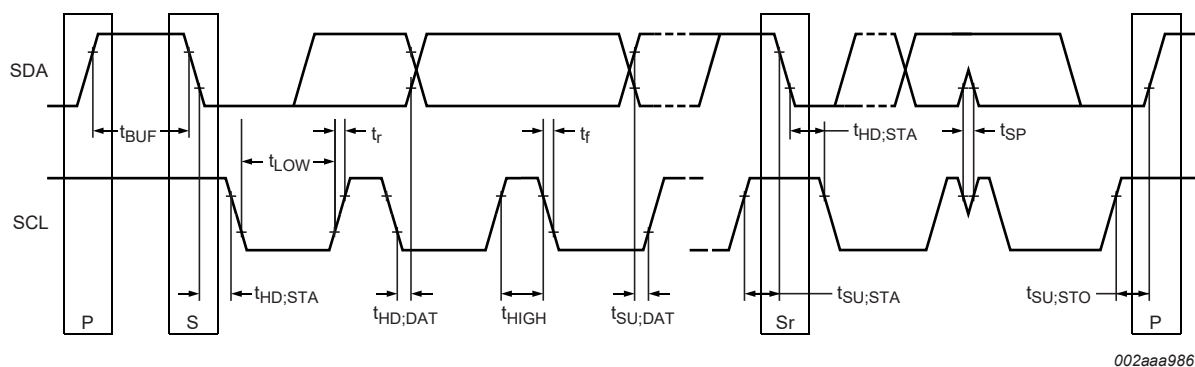 SDA
tBUF
tLOW
tr
tf
tHD;STA
tSP
SCL
tHD;STA
tHD;DAT
tHIGH
tSU;DAT
tSU;STA
tSU;STO
P
S
Sr
P
002aaa986